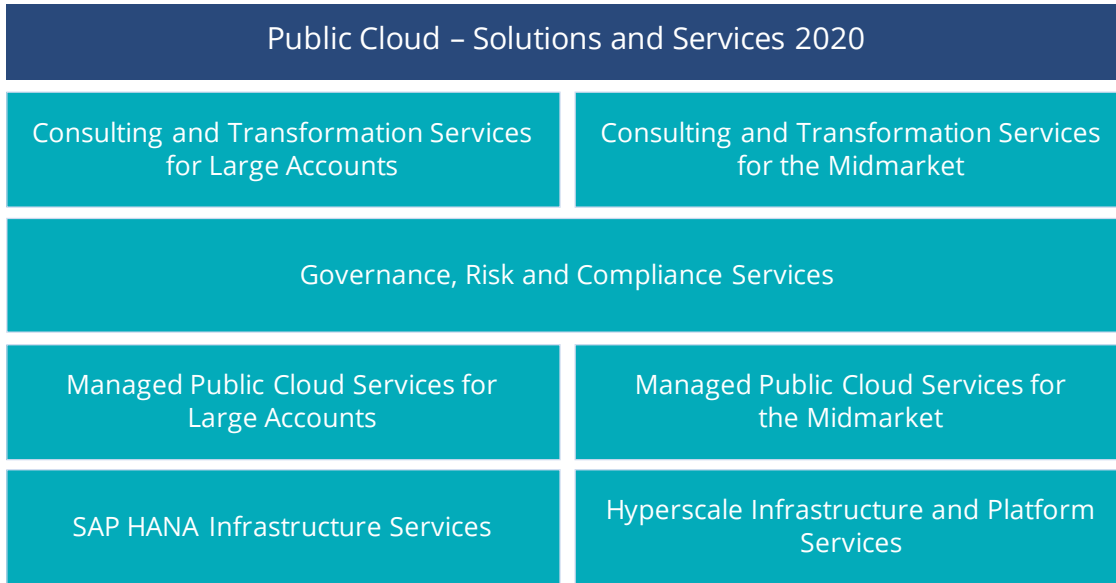 Public Cloud – Solutions and Services 2020
Consulting and Transformation Services
for Large Accounts
Consulting and Transformation Services
for the Midmarket
Governance, Risk and Compliance Services
Managed Public Cloud Services for
Large Accounts
Managed Public Cloud Services for
the Midmarket
SAP HANA Infrastructure Services
Hyperscale Infrastructure and Platform
Services